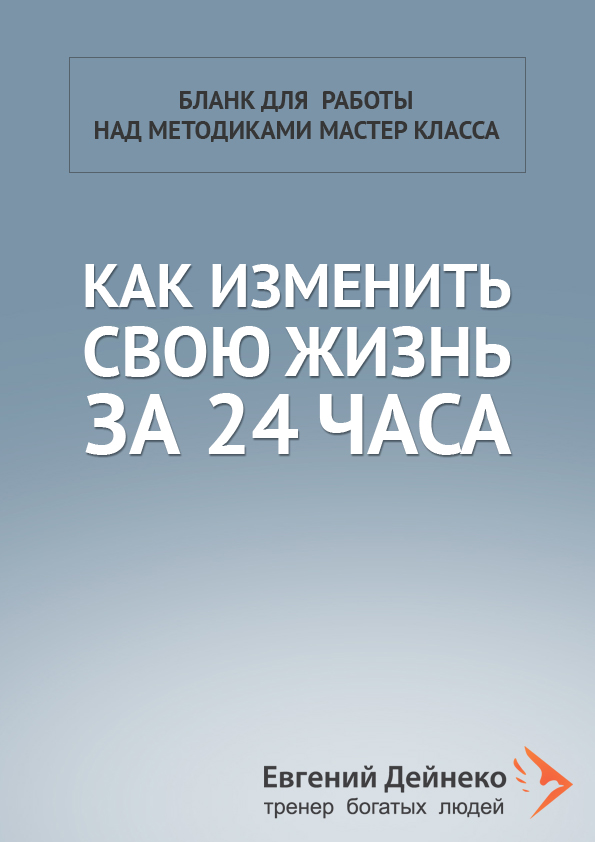 БЛАНК ДЛЯ РАБОТЫ
НАД МЕТОДИКАМИ МАСТЕР КЛАССА
КАК ИЗМЕНИТЬ
СВОЮ ЖИЗНЬ
ЗА 24 ЧАСА
Евгений Дейнеко
тренер богатых людей